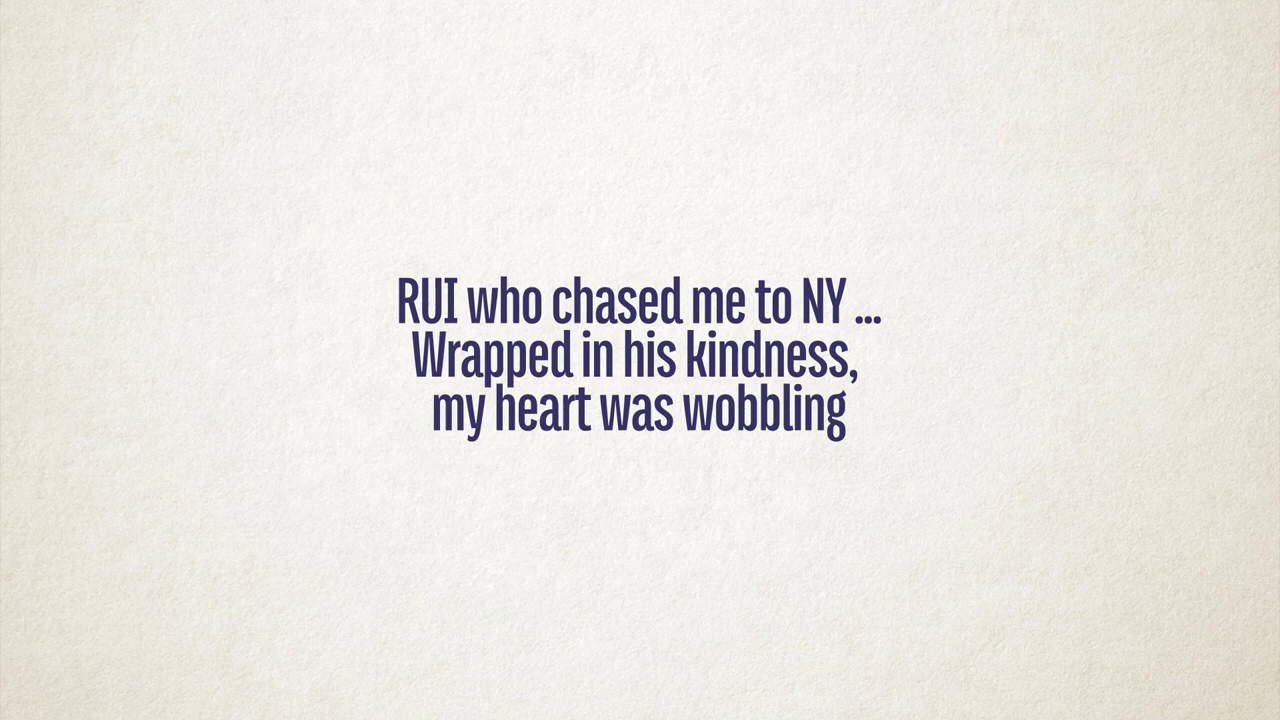 RUI who chased me to NY ...
Wrapped in his kindness,
my heart was wobbling